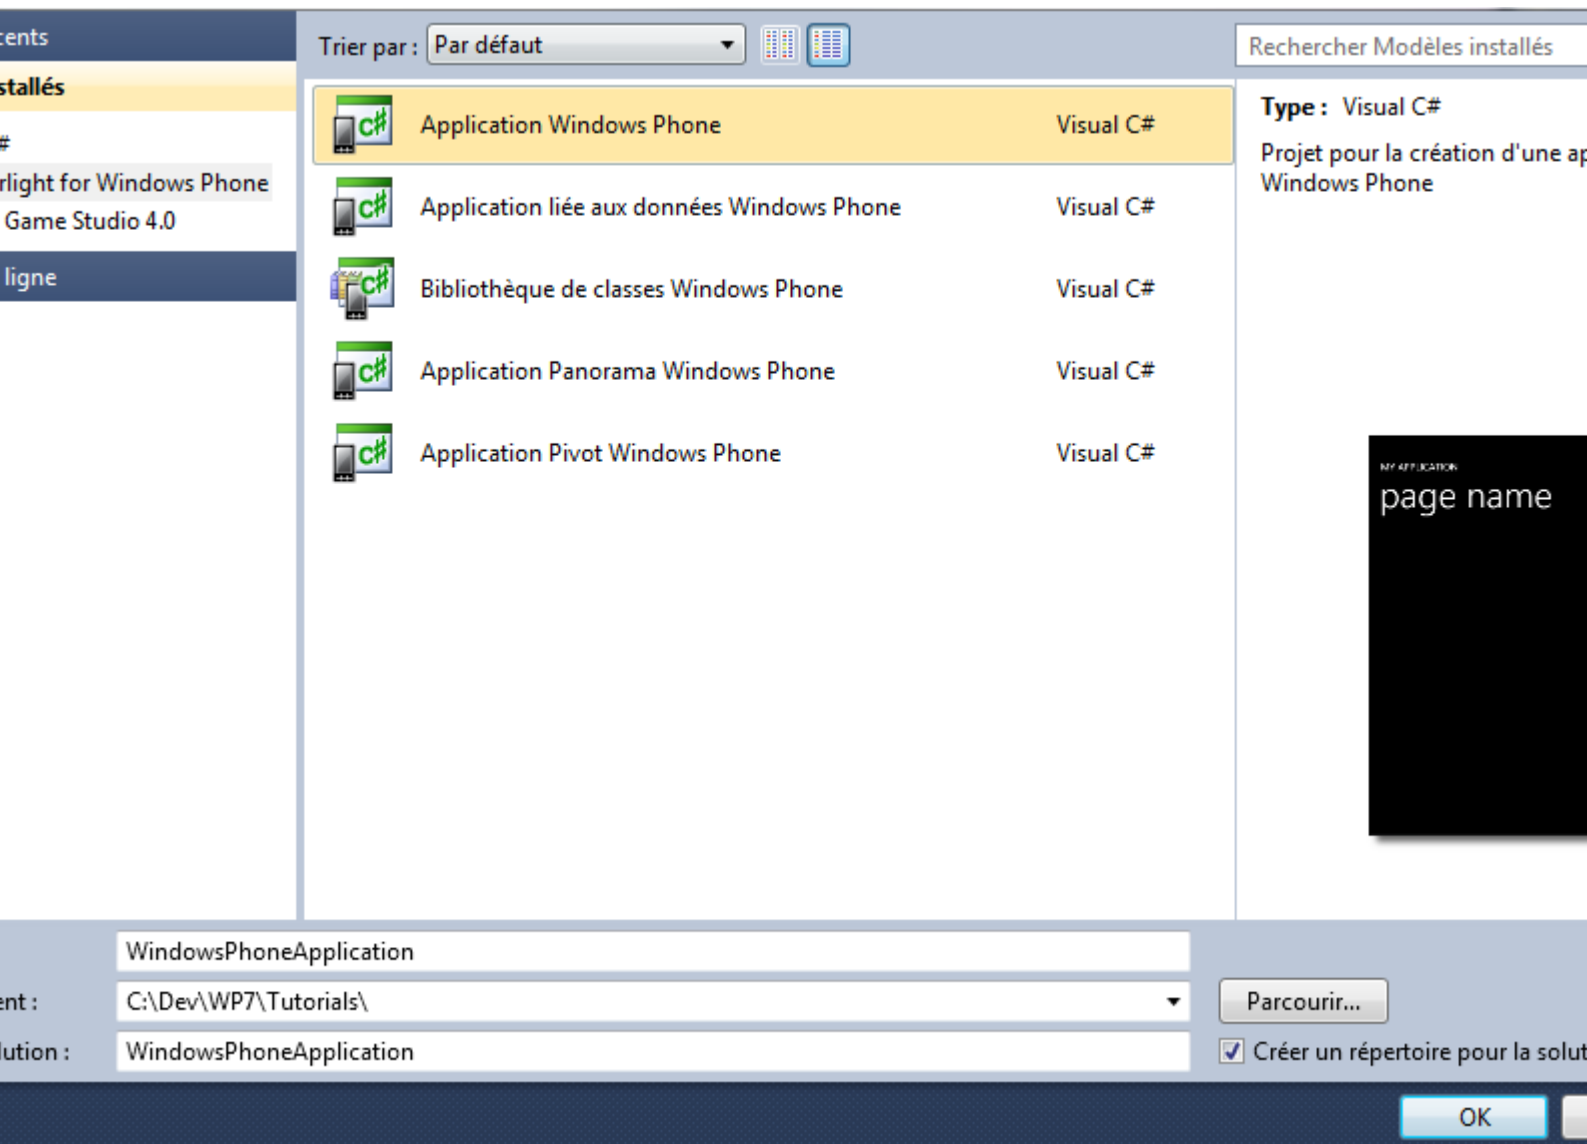 cents
Trier par : Par défaut
Rechercher Modèles installés
stallés
#
rlight for Windows Phone
Game Studio 4.0
ligne
Application Windows Phone Visual C#
Application liée aux données Windows Phone Visual C#
Bibliothèque de classes Windows Phone Visual C#
Application Panorama Windows Phone Visual C#
Application Pivot Windows Phone Visual C#
Type : Visual C#
Projet pour la création d'une ap
Windows Phone
MY APPLICATION
page name
WindowsPhoneApplication
ent : C:\Dev\WP7\Tutorials\ Parcourir...
lution : WindowsPhoneApplication Créer un répertoire pour la solut
OK